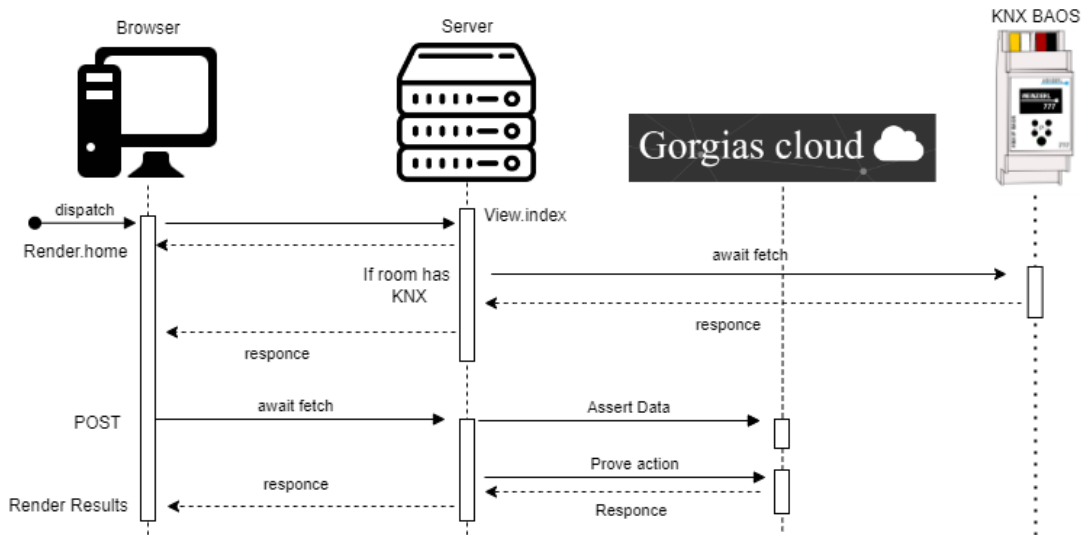 Browser
Server
KNX BAOS
Gorgias cloud
777
dispatch
View.index
Render.home
If room has
KNX
await fetch
responce
responce
POST
await fetch
Assert Data
Prove action
responce
Render Results
Responce